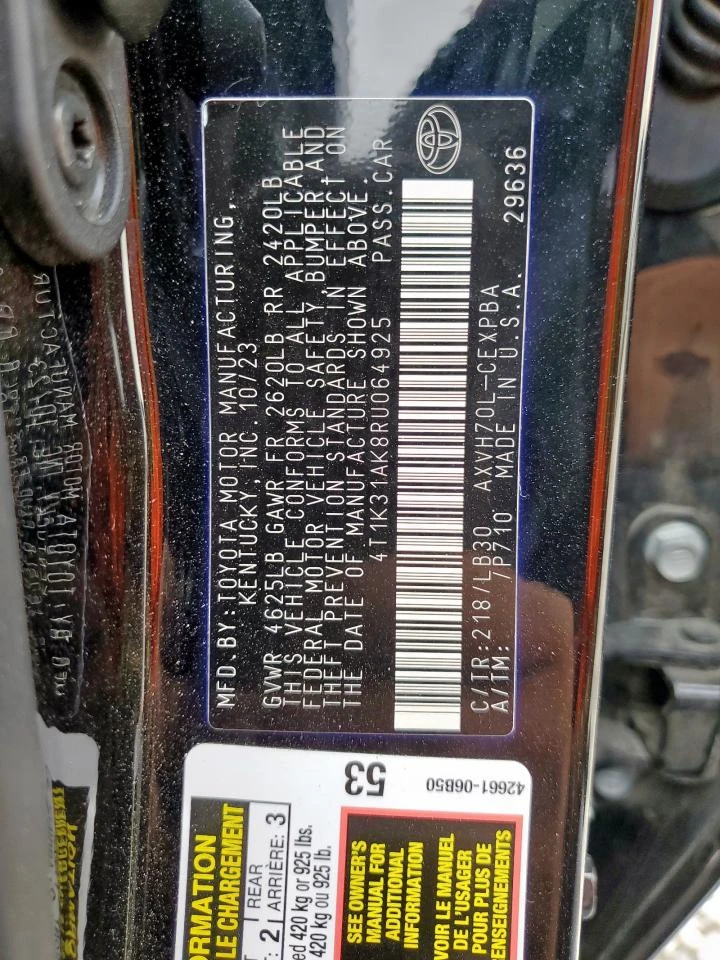 MFD. BY: TOYOTA MOTOR MANUFACTURING,
KENTUCKY, INC. 10/23
GVWR 4625LB GAWR FR 2620LB RR 2420LB
THIS VEHICLE CONFORMS TO ALL APPLICABLE
FEDERAL MOTOR VEHICLE SAFETY, BUMPER AND
THEFT PREVENTION STANDARDS IN EFFECT ON
THE DATE OF MANUFACTURE SHOWN ABOVE.
4T1K31AK8RU064925 PASS.CAR
C/TR:218/LB30 AXVH70L-CEXPBA
A/TM: 7P710 MADE IN U.S.A. 29636
ORMATION
LE CHARGEMENT
2 REAR
ARRIÈRE: 3
ed 420 kg or 925 lbs.
420 kg ou 925 lb.
53
SEE OWNER'S
MANUAL FOR
ADDITIONAL
INFORMATION
VOIR LE MANUEL
DE L'USAGER
POUR PLUS DE
RENSEIGNEMENTS
42661-06B50